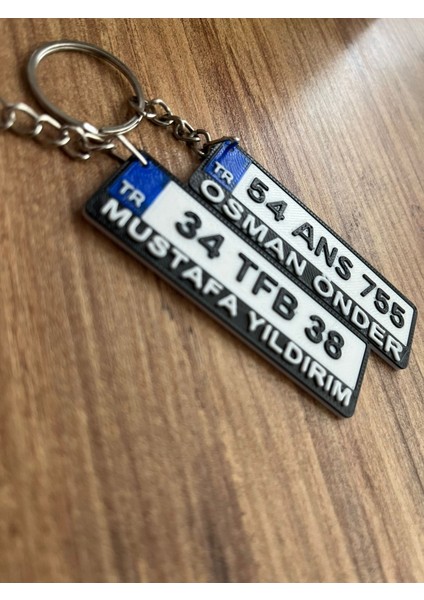 TR 54 ANS 755
OSMAN ÖNDER
TR 34 TFB 38
MUSTAFA YILDIRIM